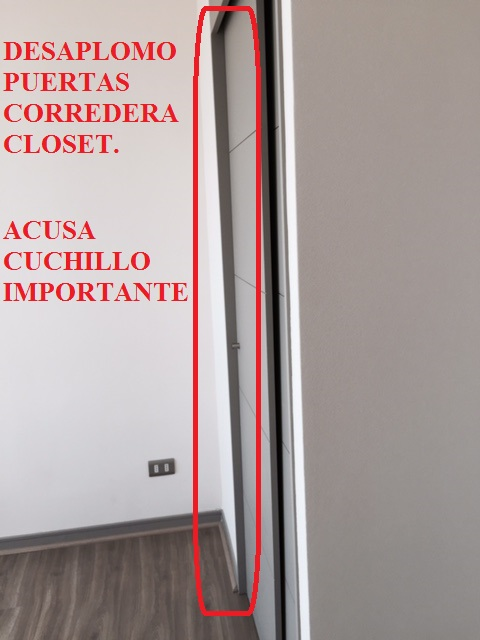 DESAPLOMO
PUERTAS
CORREDERA
CLOSET.
ACUSA
CUCHILLO
IMPORTANTE